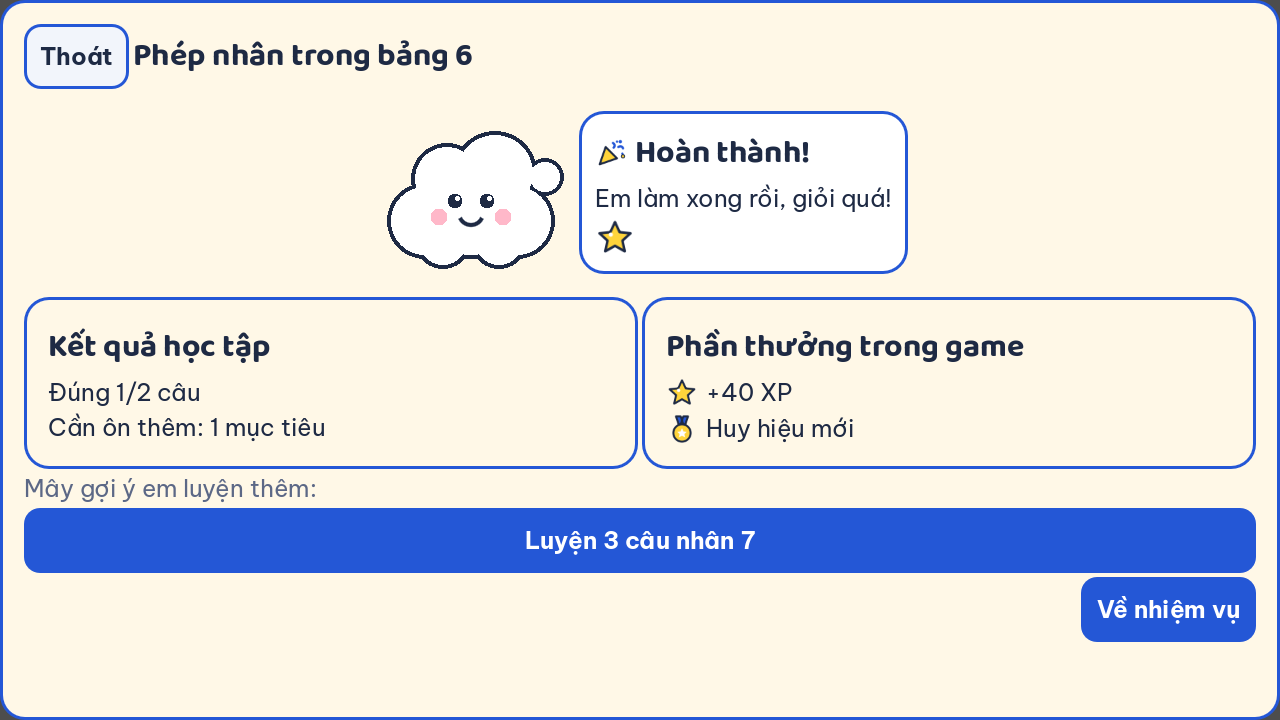 Thoát
Phép nhân trong bảng 6
Hoàn thành!
Em làm xong rồi, giỏi quá!
Kết quả học tập
Đúng 1/2 câu
Cần ôn thêm: 1 mục tiêu
Phần thưởng trong game
+40 XP
Huy hiệu mới
Mây gợi ý em luyện thêm:
Luyện 3 câu nhân 7
Về nhiệm vụ